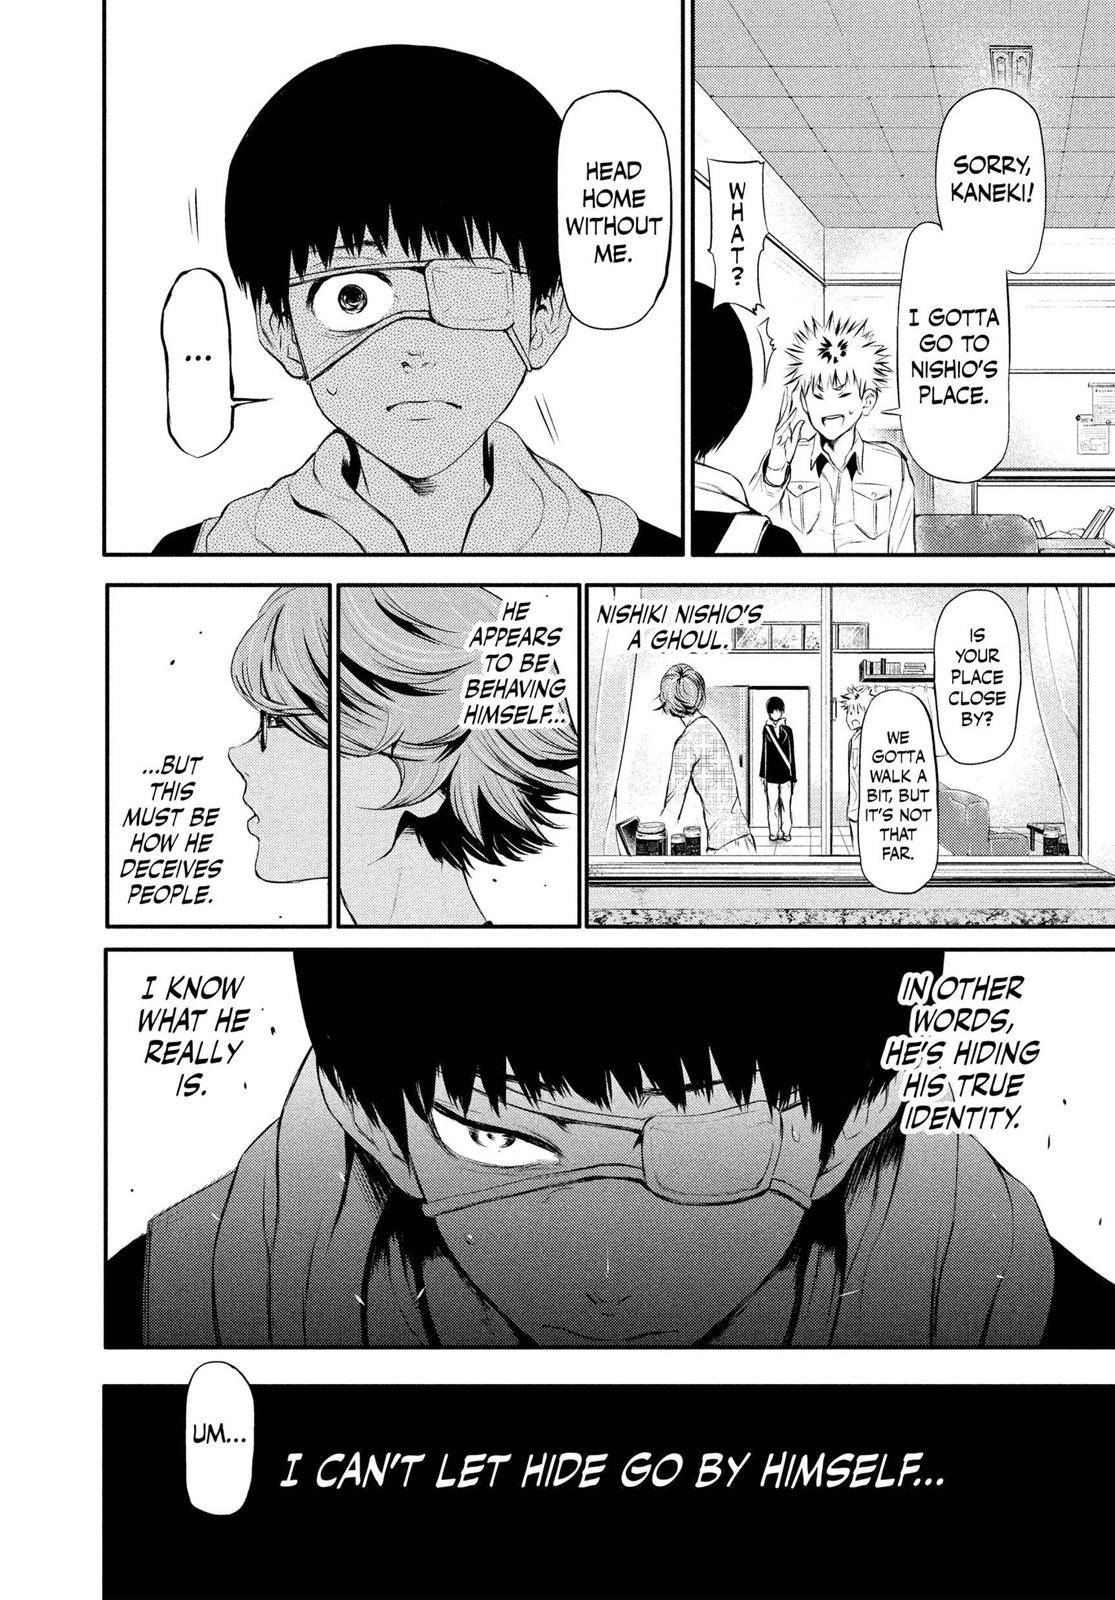 SORRY,
KANEKI!
I GOTTA
GO TO
NISHIO'S
PLACE.
WHAT?
HEAD
HOME
WITHOUT
ME.
...
IS
YOUR
PLACE
CLOSE
BY?
WE
GOTTA
WALK A
BIT, BUT
IT'S NOT
THAT
FAR.
NISHIKI NISHIO'S
A GHOUL.
HE
APPEARS
TO BE
BEHAVING
HIMSELF...
...BUT
THIS
MUST BE
HOW HE
DECEIVES
PEOPLE.
IN OTHER
WORDS,
HE'S HIDING
HIS TRUE
IDENTITY.
I KNOW
WHAT HE
REALLY
IS.
I CAN'T LET HIDE GO BY HIMSELF...
UM...